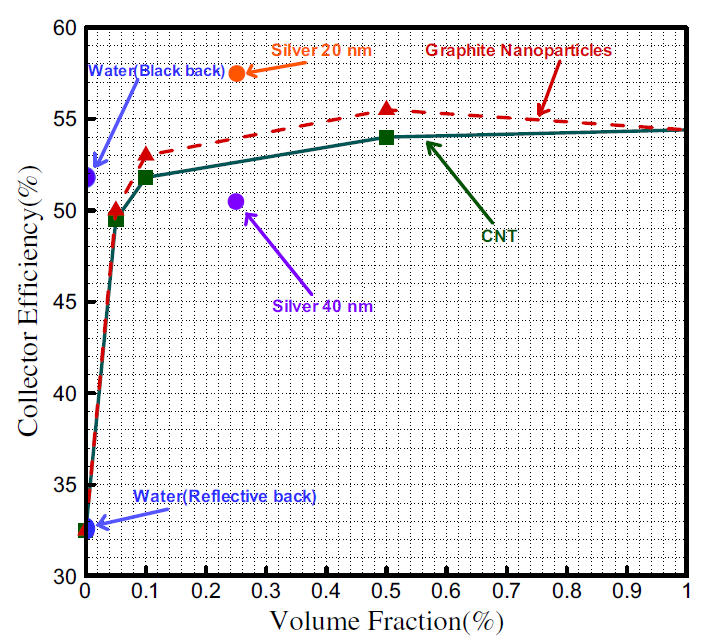 60
Silver 20 nm
Graphite Nanoparticles
Water(Black back)
55
50
CNT
45
Silver 40 nm
40
35
Water(Reflective back)
30
Collector Efficiency(%)
0 0.1 0.2 0.3 0.4 0.5 0.6 0.7 0.8 0.9 1
Volume Fraction(%)